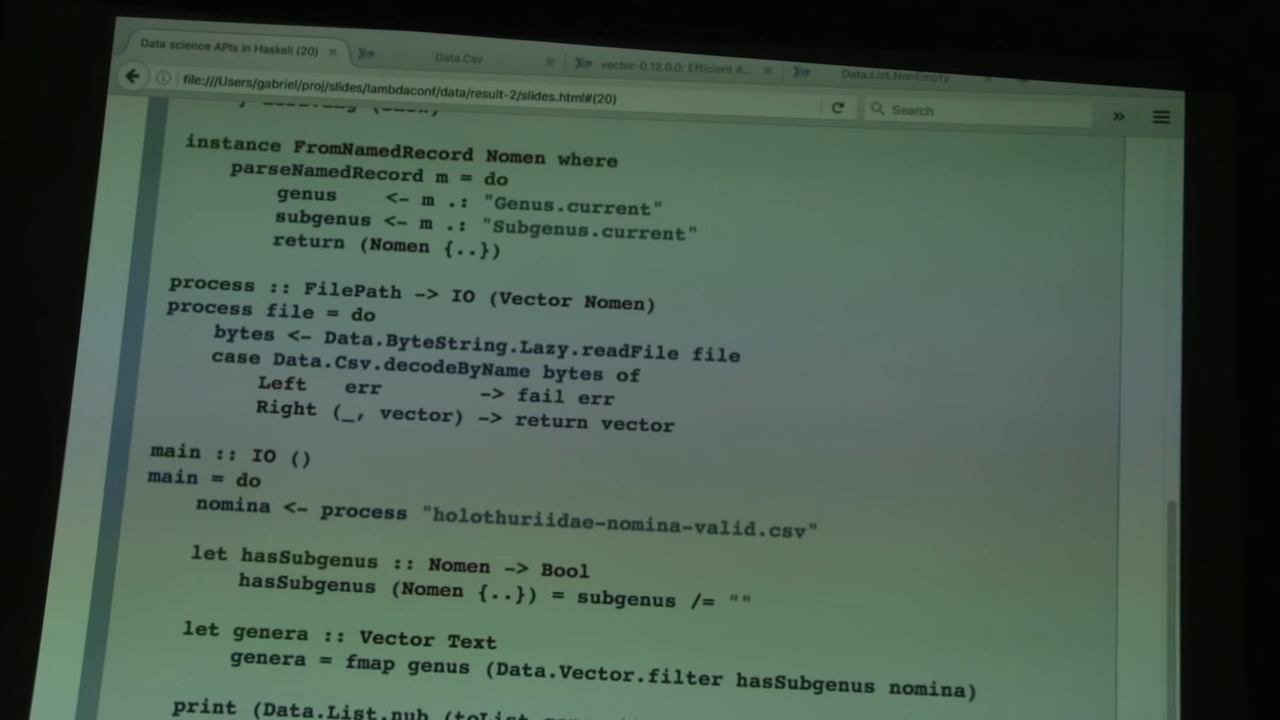 Data science APIs in Haskell (20)
Data.Csv
vector-0.12.0.0: Efficient A...
Data.List.NonEmpty
file:///Users/gabriel/proj/slides/lambdaconf/data/result-2/slides.html#(20)
Search
instance FromNamedRecord Nomen where
parseNamedRecord m = do
genus <- m .: "Genus.current"
subgenus <- m .: "Subgenus.current"
return (Nomen {..})
process :: FilePath -> IO (Vector Nomen)
process file = do
bytes <- Data.ByteString.Lazy.readFile file
case Data.Csv.decodeByName bytes of
Left err -> fail err
Right (_, vector) -> return vector
main :: IO ()
main = do
nomina <- process "holothuriidae-nomina-valid.csv"
let hasSubgenus :: Nomen -> Bool
hasSubgenus (Nomen {..}) = subgenus /= ""
let genera :: Vector Text
genera = fmap genus (Data.Vector.filter hasSubgenus nomina)
print (Data.List.nub (toList